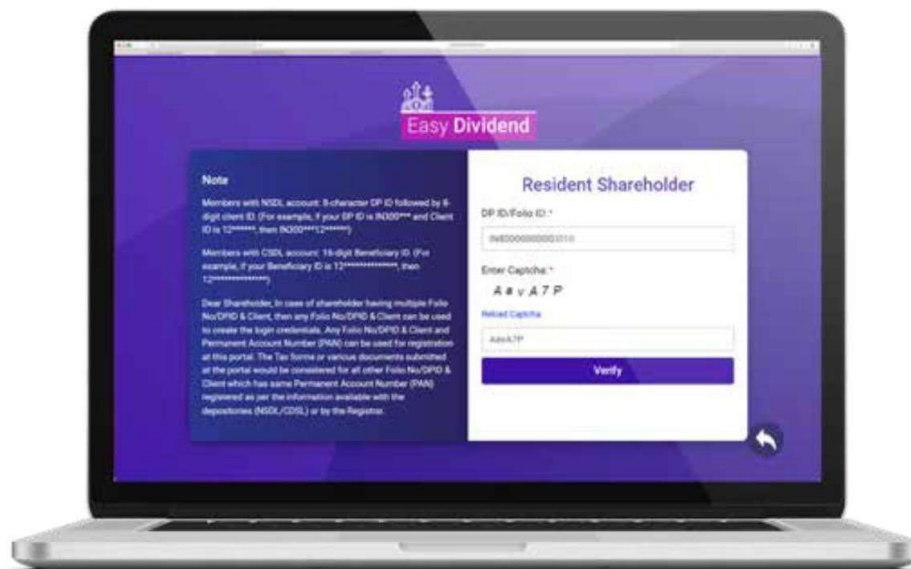 Easy Dividend
Note
Members with NSDL account: 8-character DP ID followed by 8-
digit client ID. (For example, if your DP ID is IN300*** and Client
ID is 12******, then IN300***12******)
Members with CSDL account: 16-digit Beneficiary ID. (For
example, if your Beneficiary ID is 12**************, then
12**************)
Dear Shareholder, In case of shareholder having multiple Folio
No/DPID & Client, then any Folio No/DPID & Client can be used
to create the login credentials. Any Folio No/DPID & Client and
Permanent Account Number (PAN) can be used for registration
at this portal. The Tax forms or various documents submitted
at the portal would be considered for all other Folio No/DPID &
Client which has same Permanent Account Number (PAN)
registered as per the information available with the
depositories (NSDL/CDSL) or by the Registrar.
Resident Shareholder
DP ID/Folio ID:*
Enter Captcha:*
Reload Captcha
Verify